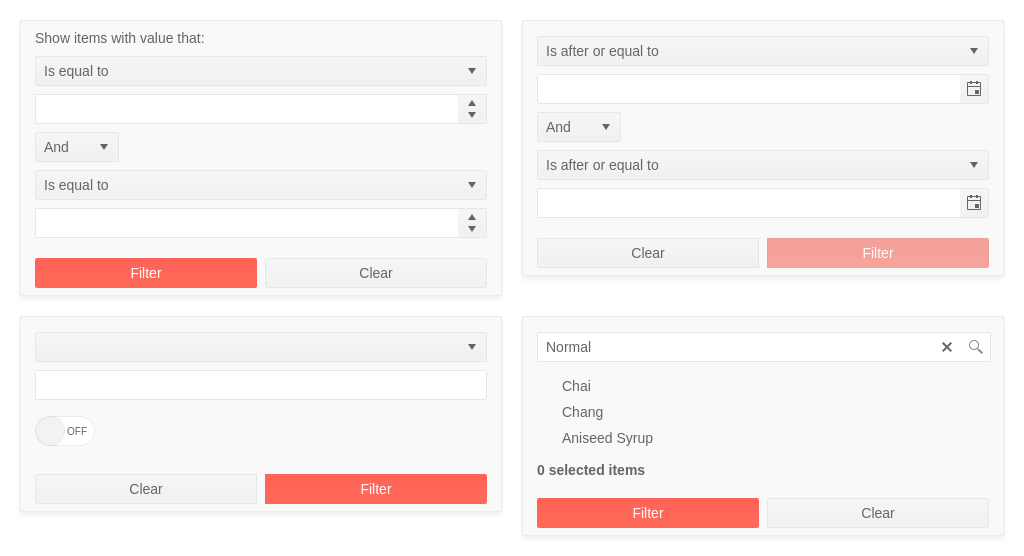 Show items with value that:
Is equal to
And
Is equal to
Filter Clear
Is after or equal to
And
Is after or equal to
Clear Filter
OFF
Clear Filter
Normal
Chai
Chang
Aniseed Syrup
0 selected items
Filter Clear